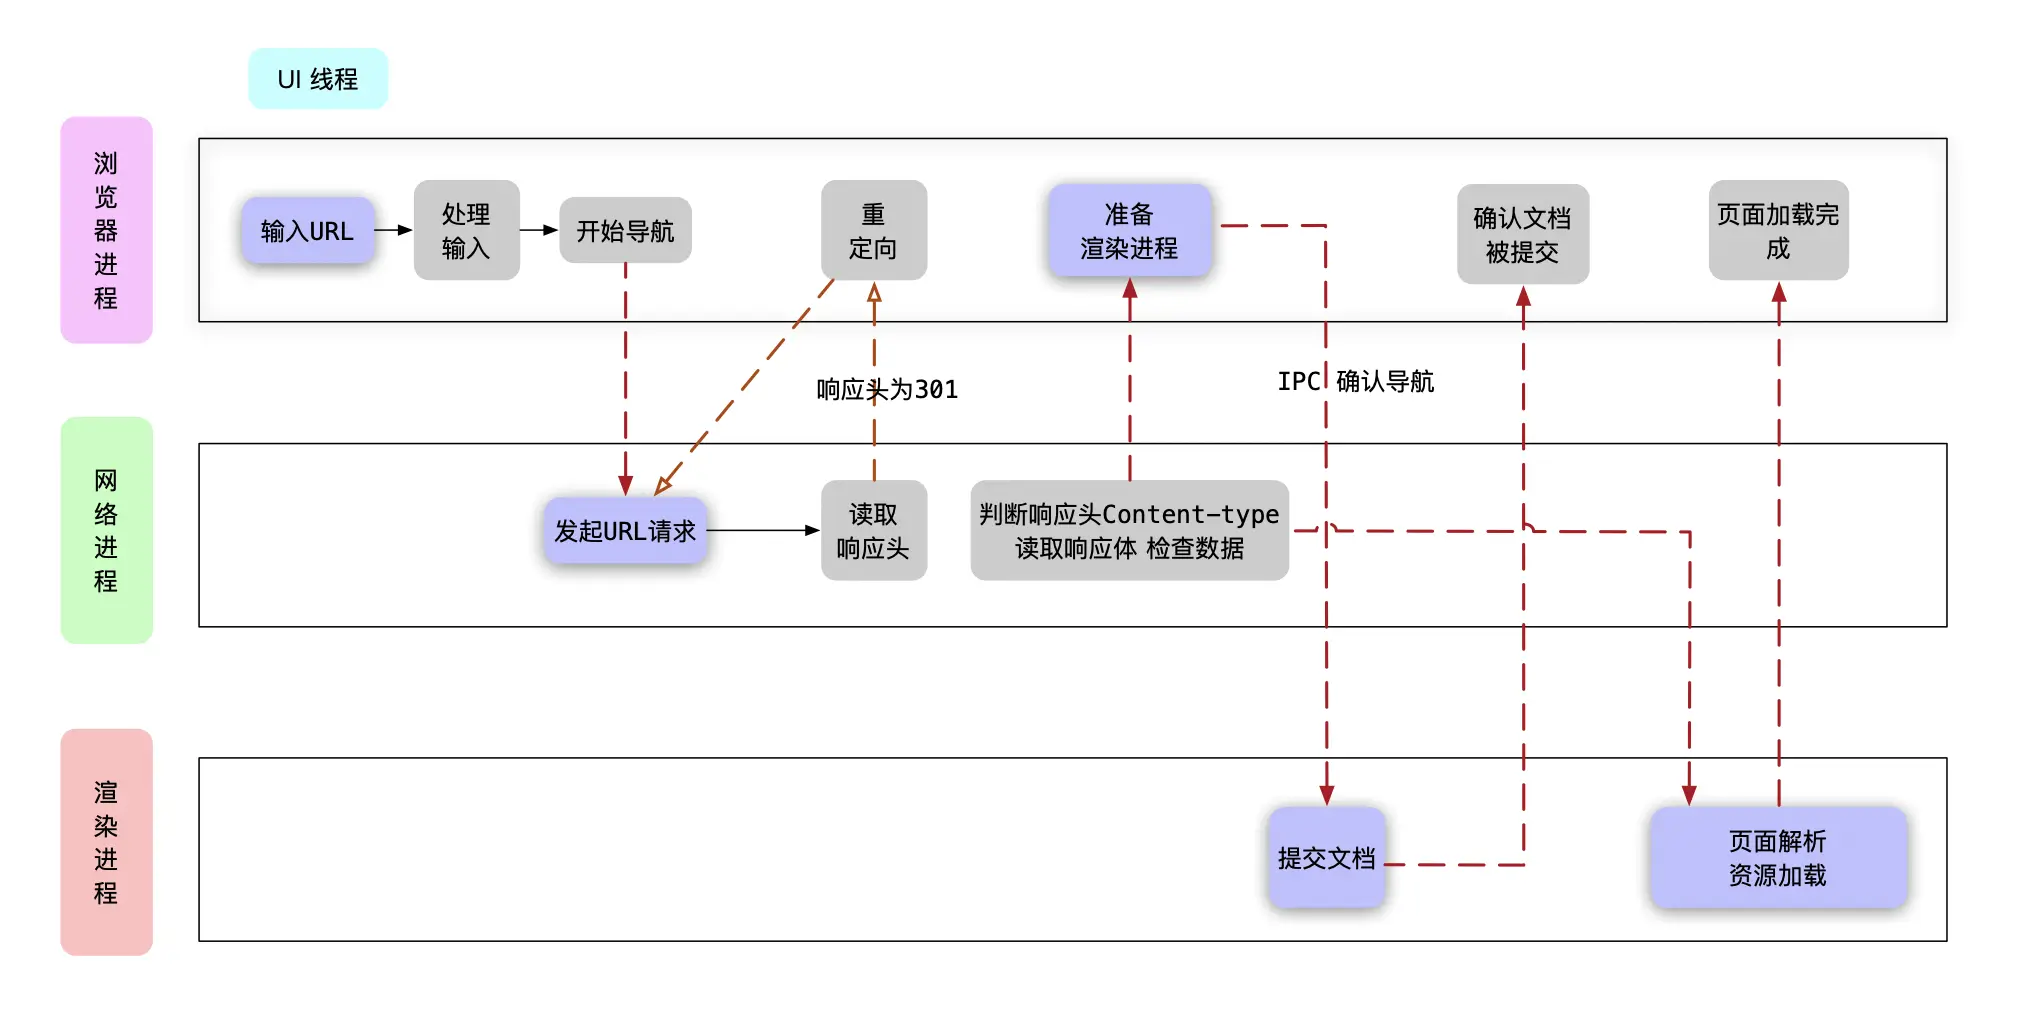 UI 线程
浏
览
器
进
程
输入URL
处理
输入
开始导航
重
定向
准备
渲染进程
确认文档
被提交
页面加载完
成
响应头为301
IPC 确认导航
网
络
进
程
发起URL请求
读取
响应头
判断响应头Content-type
读取响应体 检查数据
渲
染
进
程
提交文档
页面解析
资源加载